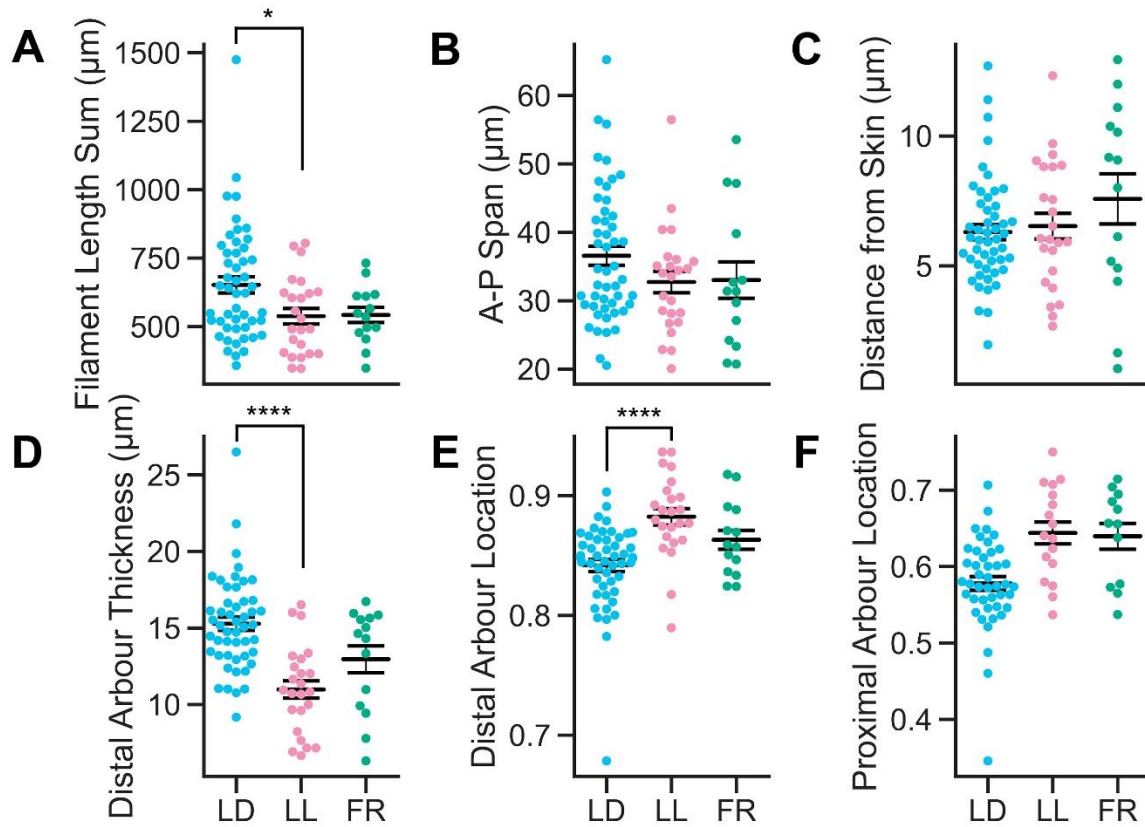 A
Filament Length Sum (µm)
*
1500
1250
1000
750
500
B
A-P Span (µm)
60
50
40
30
20
C
Distance from Skin (µm)
10
5
D
Distal Arbour Thickness (µm)
****
25
20
15
10
LD LL FR
E
Distal Arbour Location
****
0.9
0.8
0.7
LD LL FR
F
Proximal Arbour Location
0.7
0.6
0.5
0.4
LD LL FR